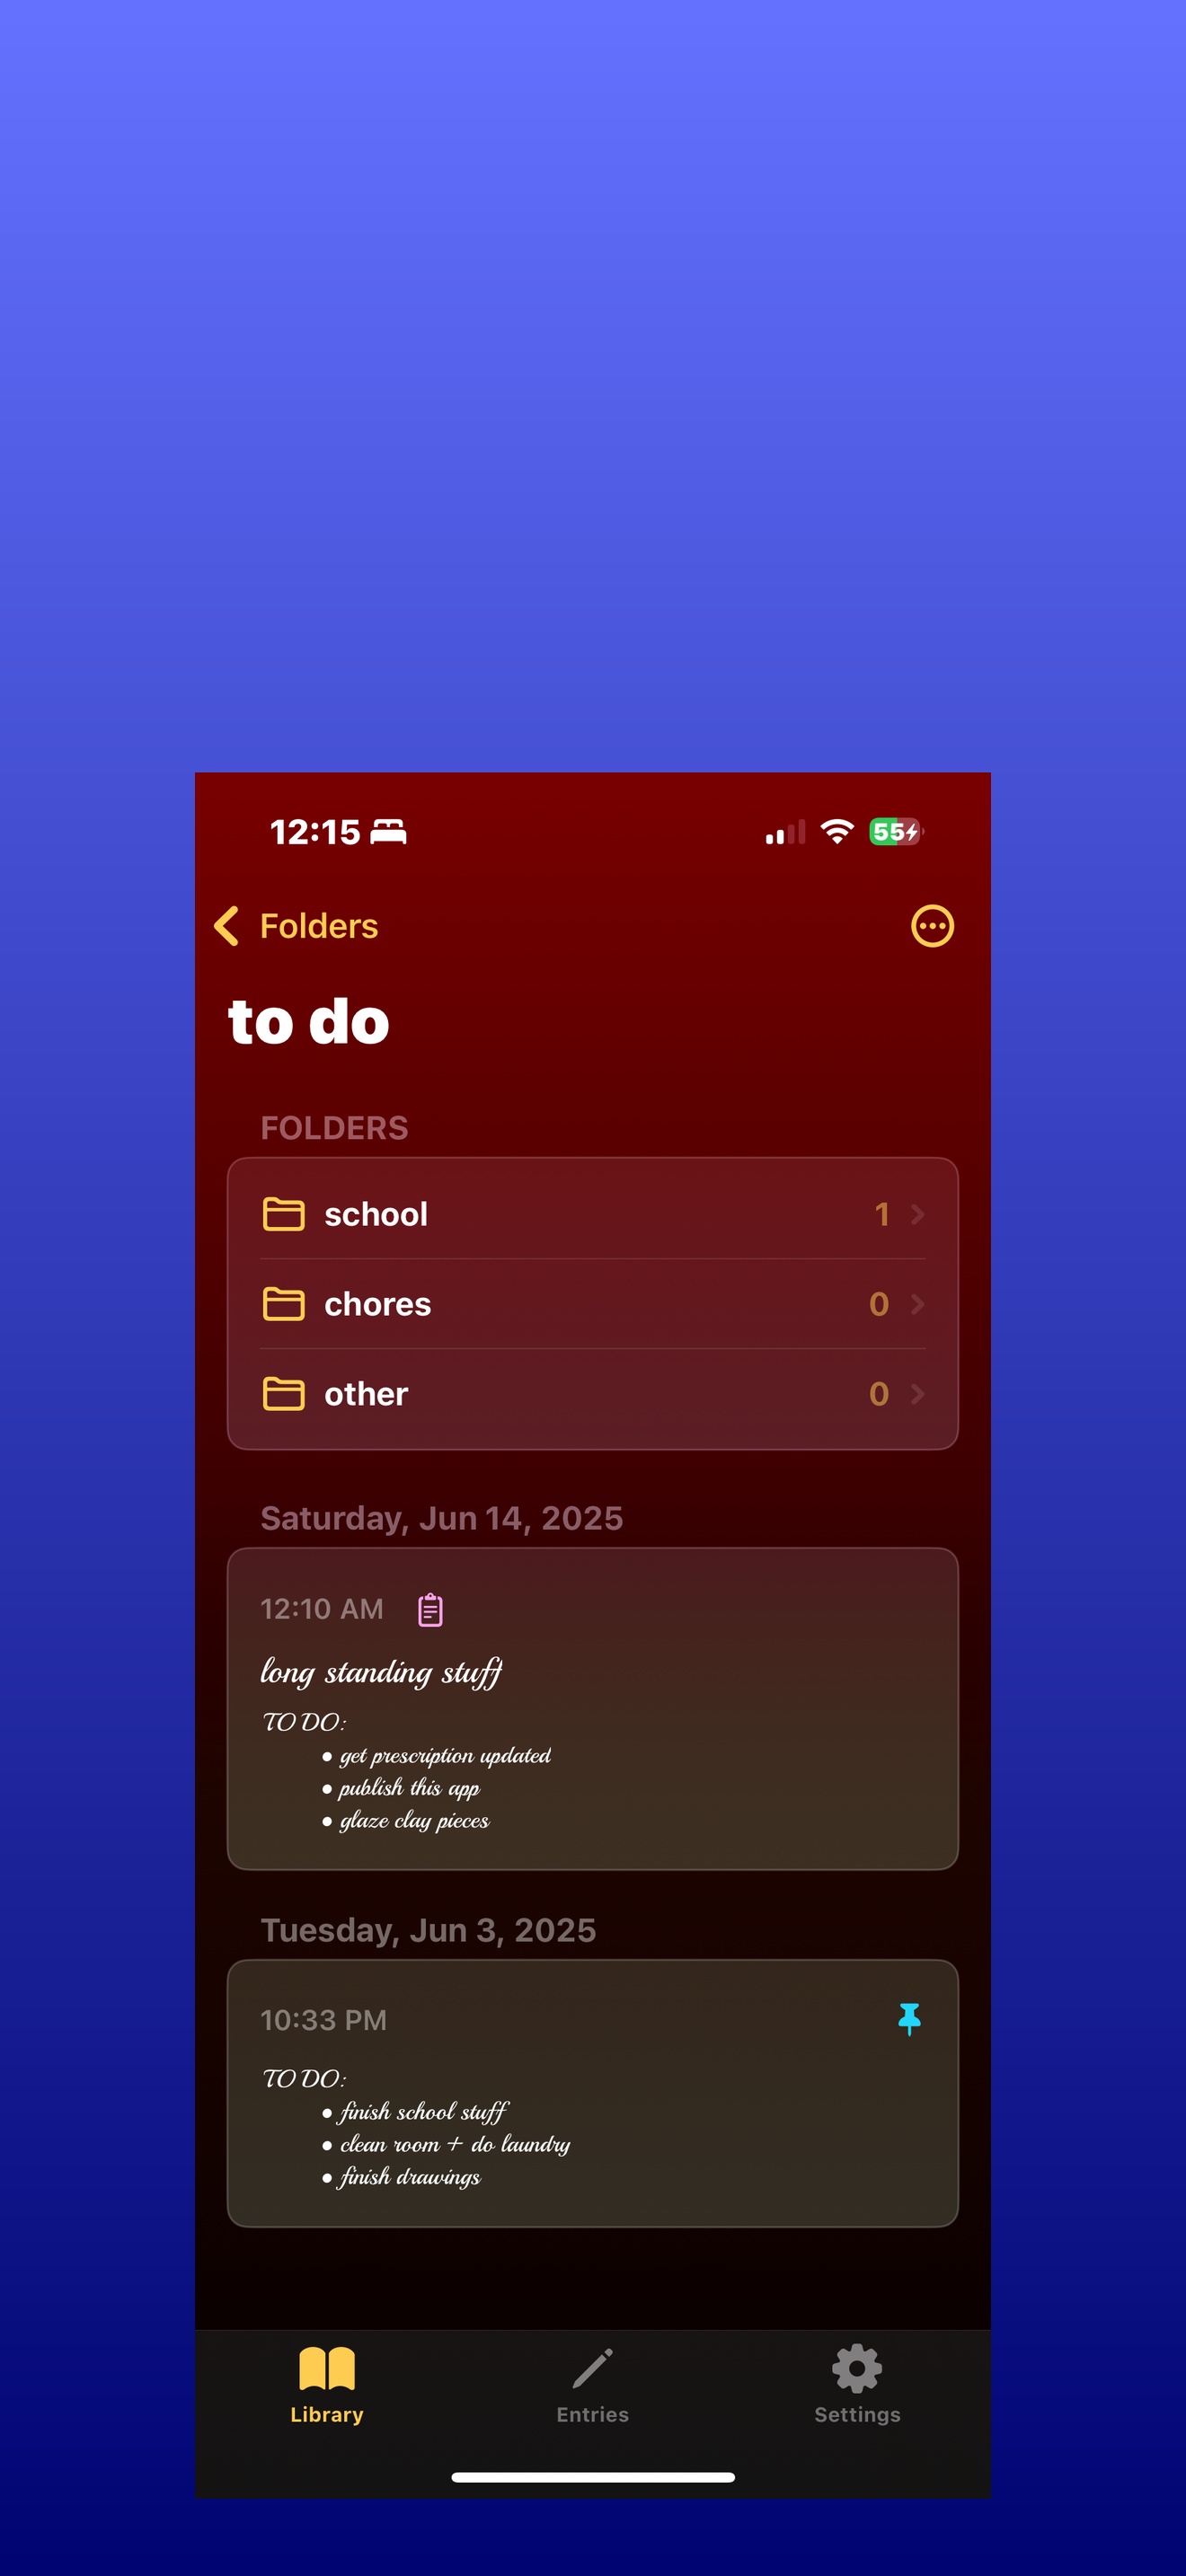 12:15
55
Folders
to do
FOLDERS
school 1
chores 0
other 0
Saturday, Jun 14, 2025
12:10 AM
long standing stuff
TO DO:
• get prescription updated
• publish this app
• glaze clay pieces
Tuesday, Jun 3, 2025
10:33 PM
TO DO:
• finish school stuff
• clean room + do laundry
• finish drawings
Library Entries Settings